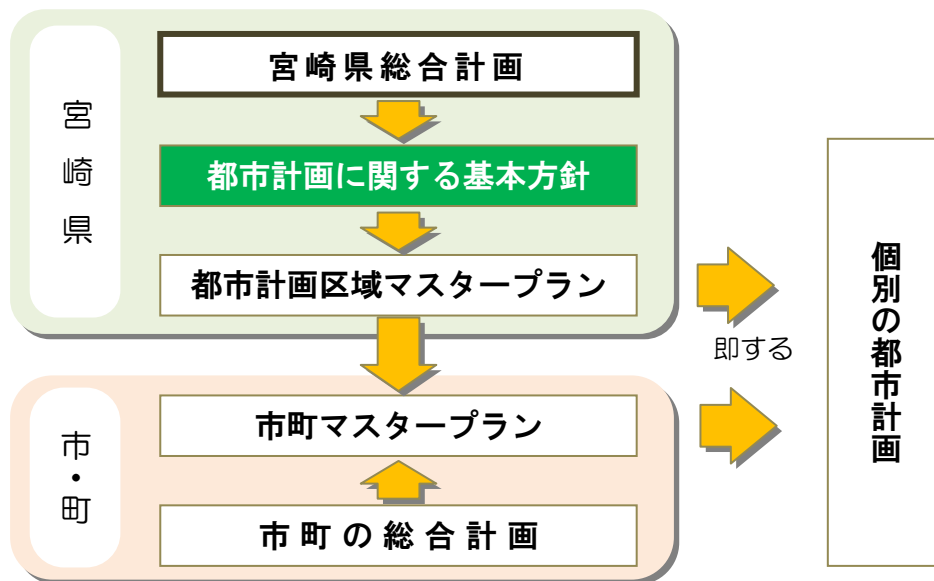 宮崎県
宮崎県総合計画
都市計画に関する基本方針
都市計画区域マスタープラン
即する
個別の都市計画
市・町
市町マスタープラン
市町の総合計画